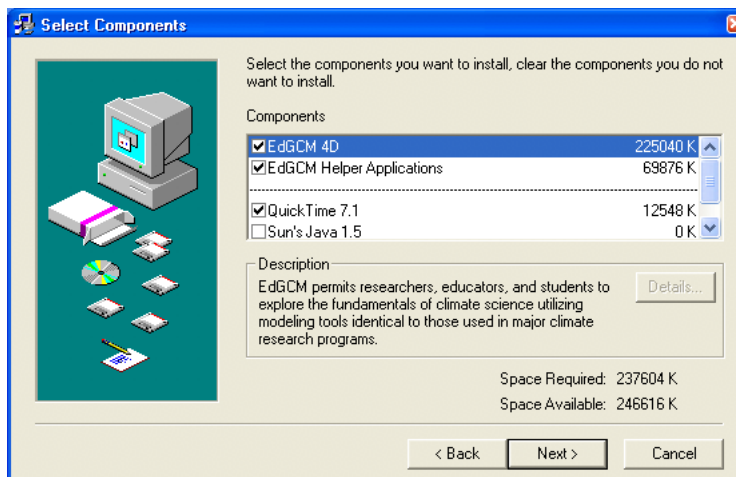 Select Components
Select the components you want to install, clear the components you do not
want to install.
Components
EdGCM 4D 225040 K
EdGCM Helper Applications 69876 K
QuickTime 7.1 12548 K
Sun's Java 1.5 0 K
Description
EdGCM permits researchers, educators, and students to
explore the fundamentals of climate science utilizing
modeling tools identical to those used in major climate
research programs.
Details...
Space Required: 237604 K
Space Available: 246616 K
< Back
Next >
Cancel